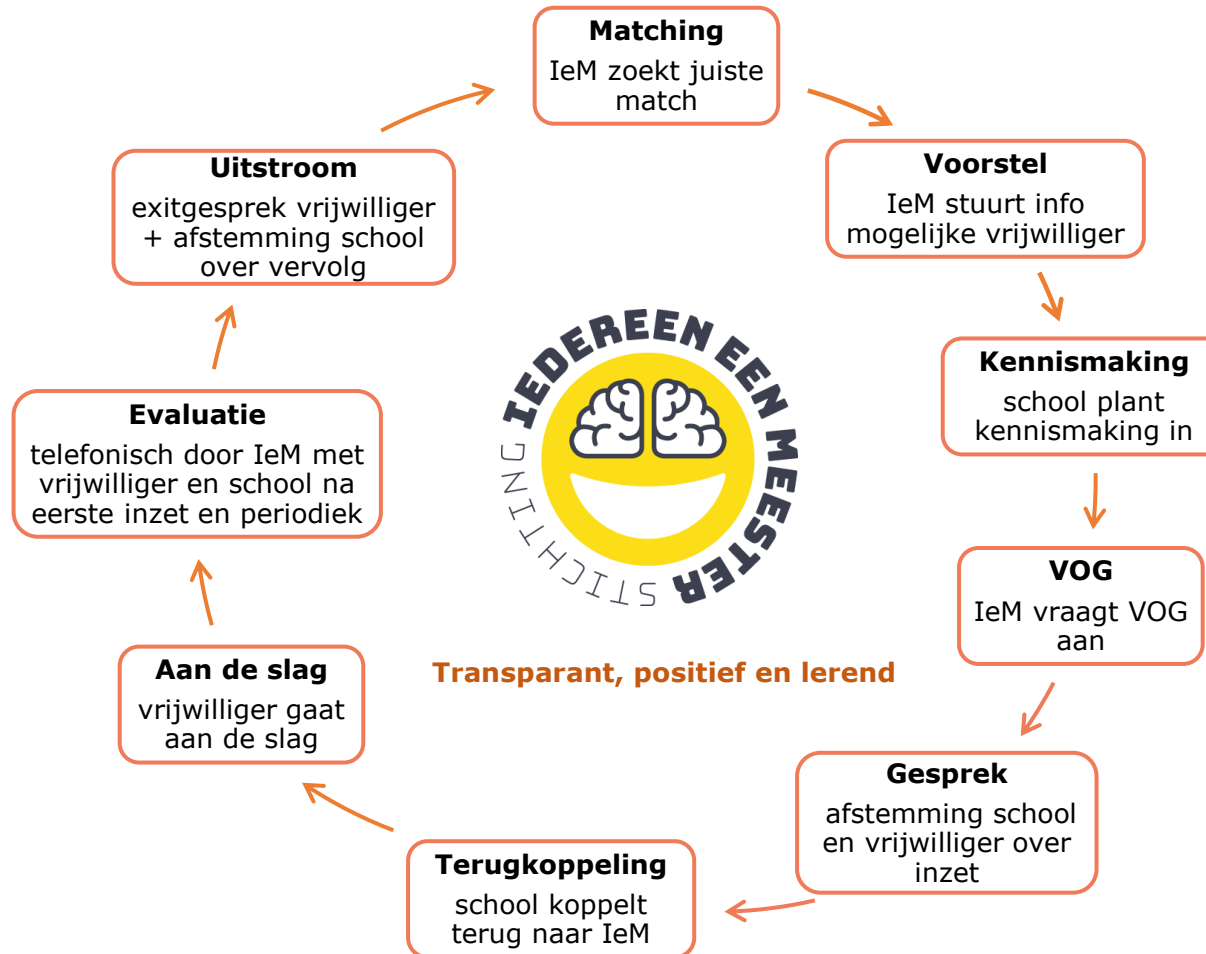 Matching
IeM zoekt juiste
match
Voorstel
IeM stuurt info
mogelijke vrijwilliger
Kennismaking
school plant
kennismaking in
VOG
IeM vraagt VOG
aan
Gesprek
afstemming school
en vrijwilliger over
inzet
Terugkoppeling
school koppelt
terug naar IeM
Aan de slag
vrijwilliger gaat
aan de slag
Evaluatie
telefonisch door IeM met
vrijwilliger en school na
eerste inzet en periodiek
Uitstroom
exitgesprek vrijwilliger
+ afstemming school
over vervolg
STICHTING IEDEREEN EEN MEESTER
Transparant, positief en lerend